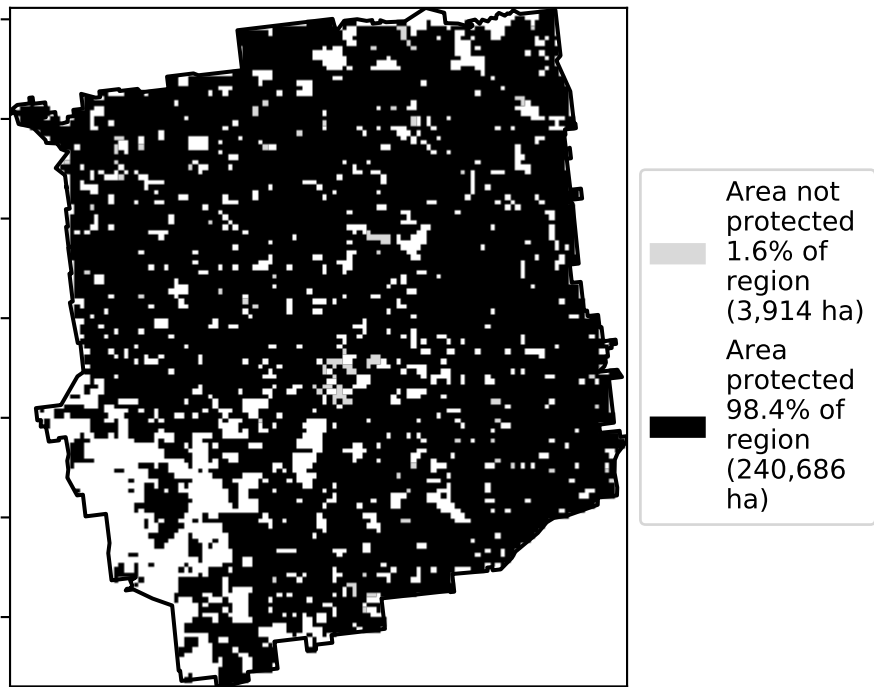 Area not
protected
1.6% of
region
(3,914 ha)
Area
protected
98.4% of
region
(240,686
ha)